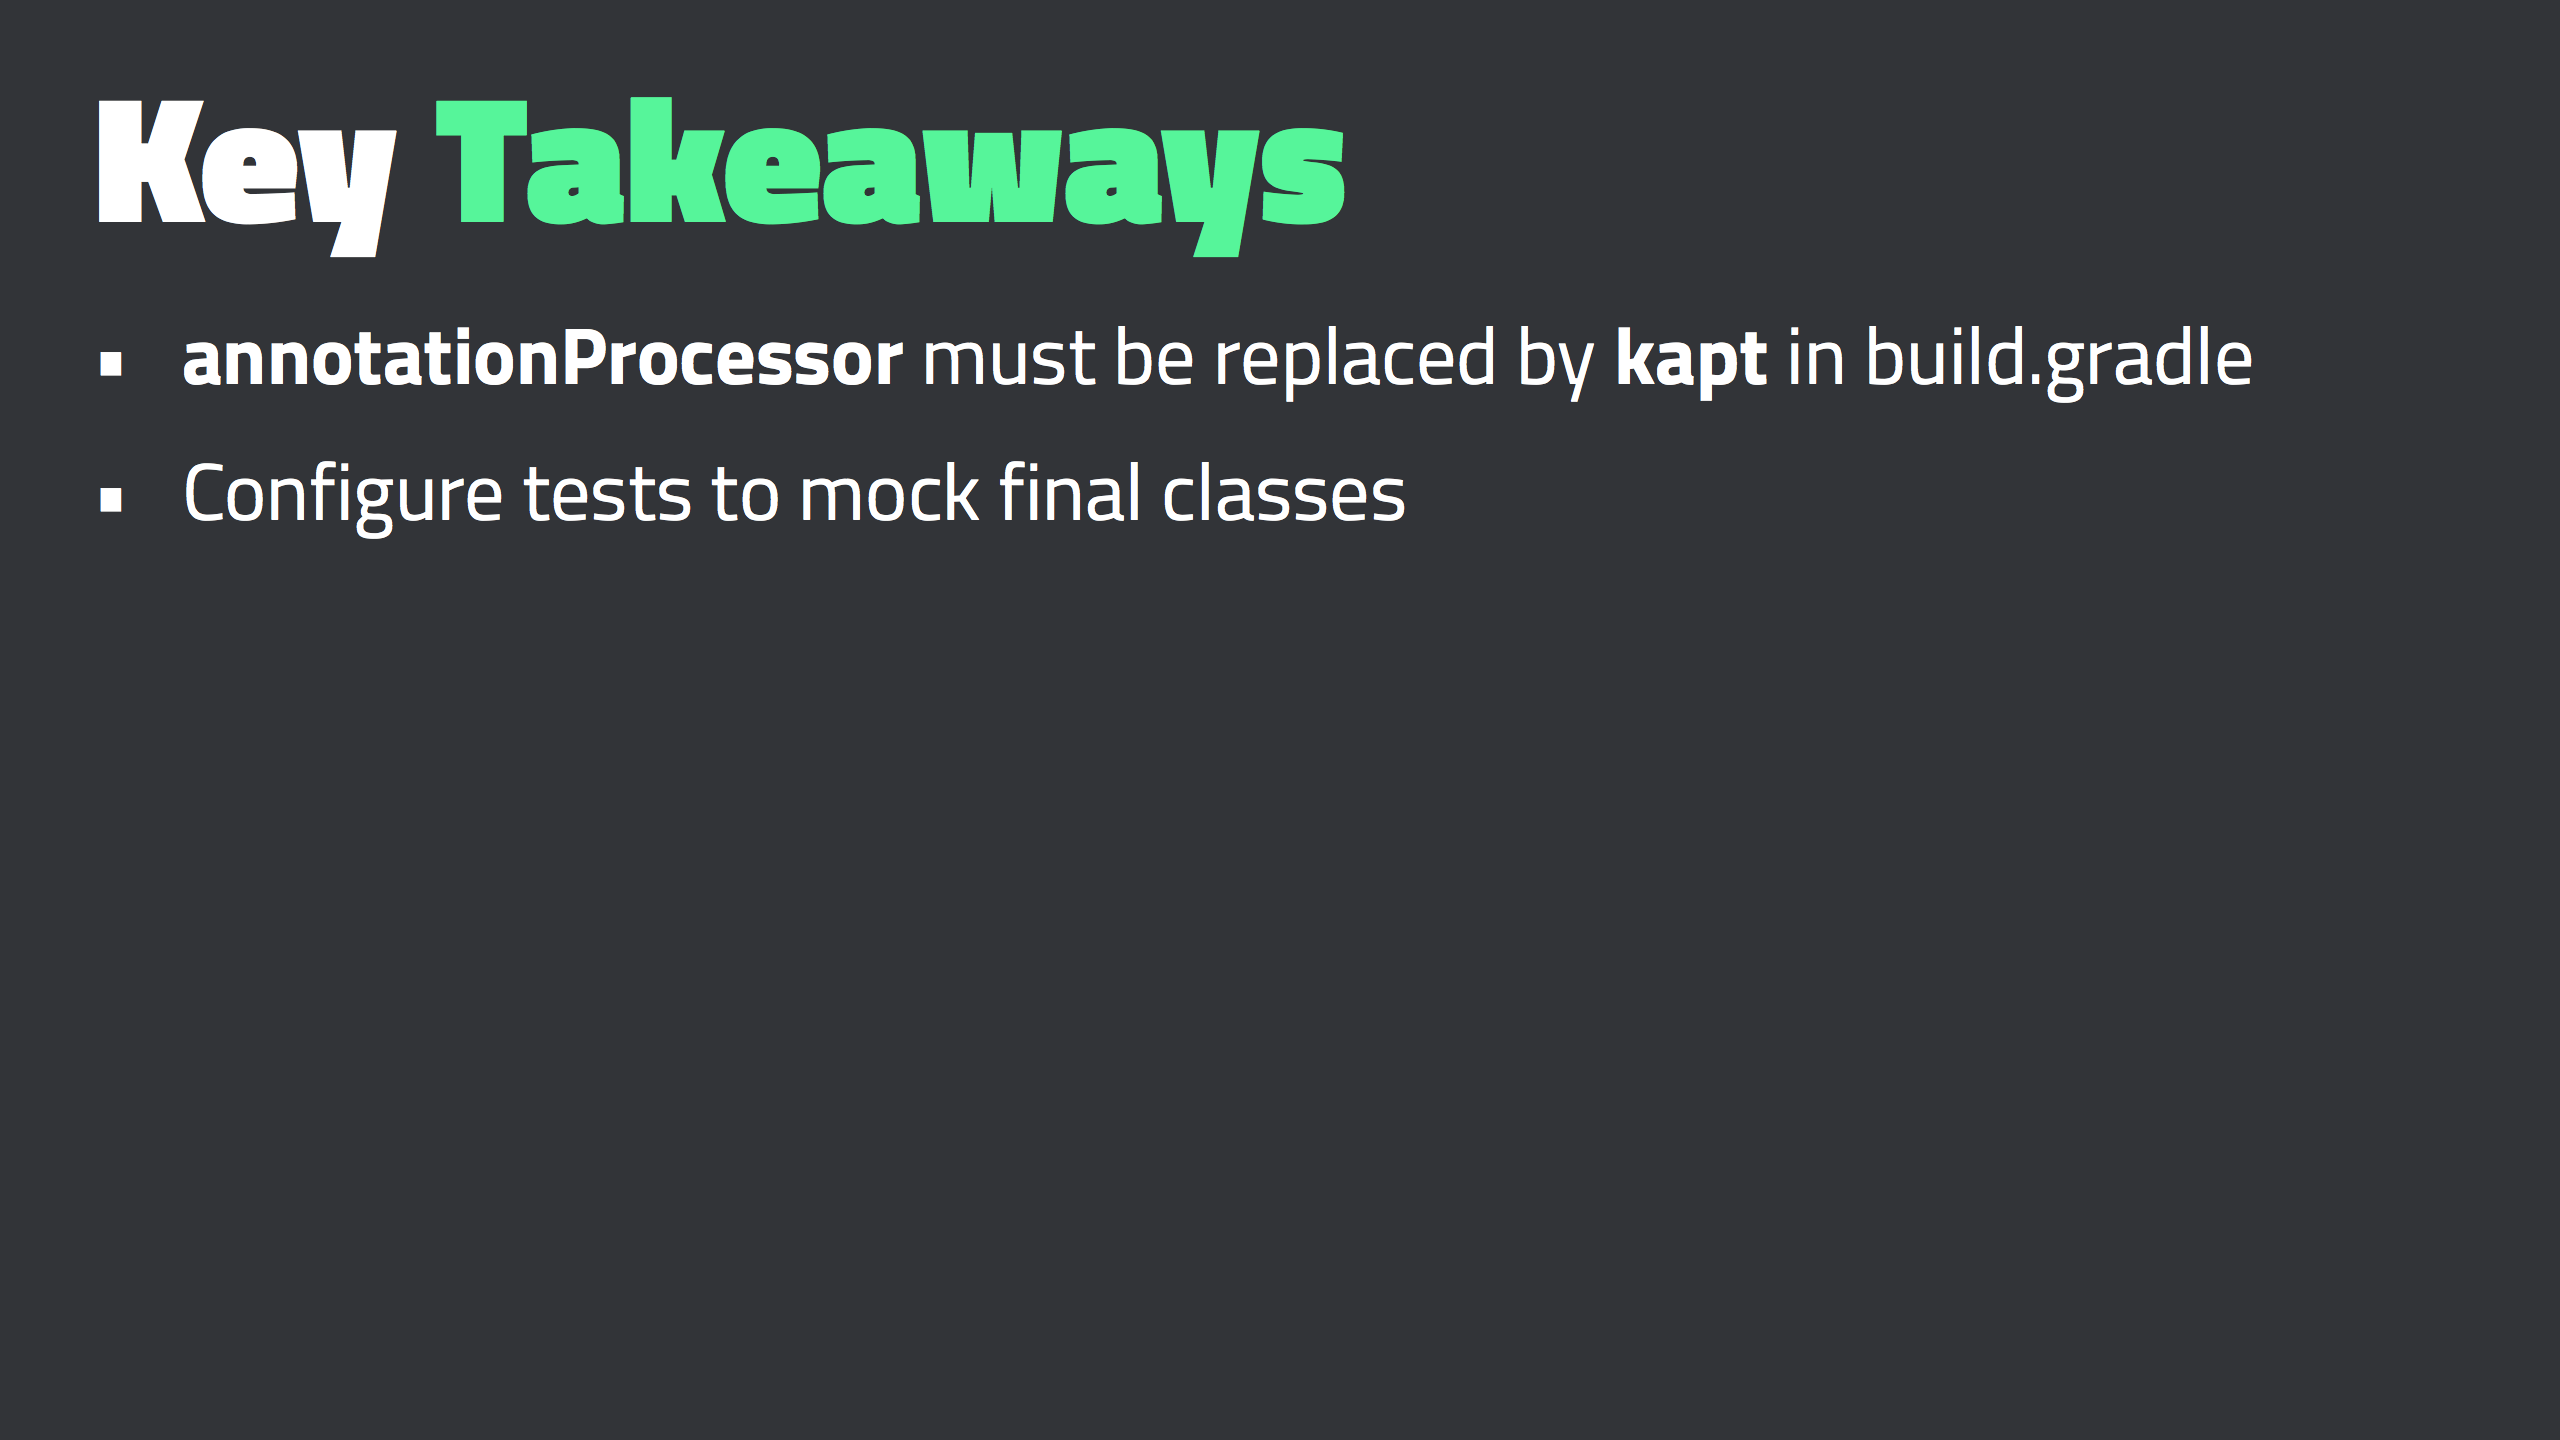 Key Takeaways
▪ annotationProcessor must be replaced by kapt in build.gradle
▪ Configure tests to mock final classes